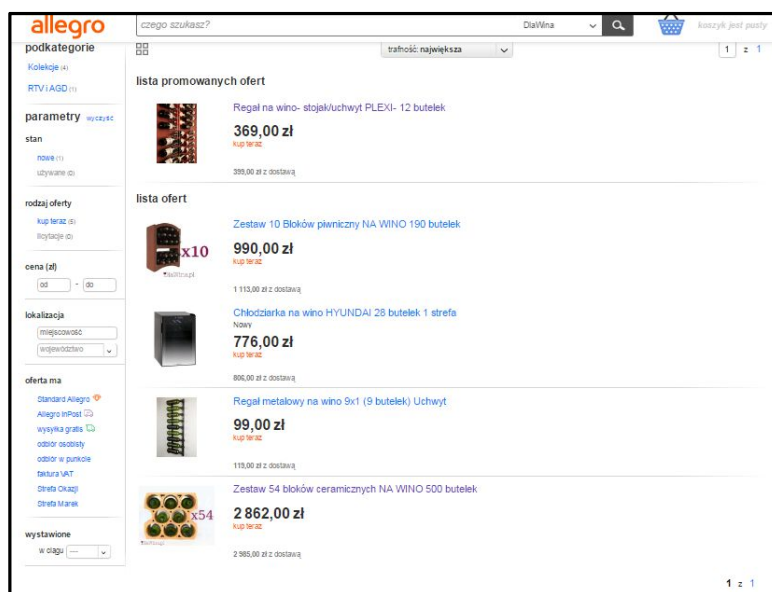 allegro
czego szukasz?
DlaWina
koszyk jest pusty
podkategorie
Kolekcje (4)
RTV i AGD (1)
parametry wyczyść
stan
nowe (1)
używane (0)
rodzaj oferty
kup teraz (5)
licytacje (0)
cena (zł)
od - do
lokalizacja
miejscowość
województwo
oferta ma
Standard Allegro
Allegro InPost
wysyłka gratis
odbiór osobisty
odbiór w punkcie
faktura VAT
Strefa Okazji
Strefa Marek
wystawione
w ciągu ---
trafność: największa
1 z 1
lista promowanych ofert
Regał na wino- stojak/uchwyt PLEXI- 12 butelek
369,00 zł
kup teraz
399,00 zł z dostawą
lista ofert
Zestaw 10 Bloków piwniczny NA WINO 190 butelek
x10
990,00 zł
kup teraz
1 113,00 zł z dostawą
Chłodziarka na wino HYUNDAI 28 butelek 1 strefa
Nowy
776,00 zł
kup teraz
806,00 zł z dostawą
Regał metalowy na wino 9x1 (9 butelek) Uchwyt
99,00 zł
kup teraz
119,00 zł z dostawą
Zestaw 54 bloków ceramicznych NA WINO 500 butelek
x54
2 862,00 zł
kup teraz
2 985,00 zł z dostawą
1 z 1